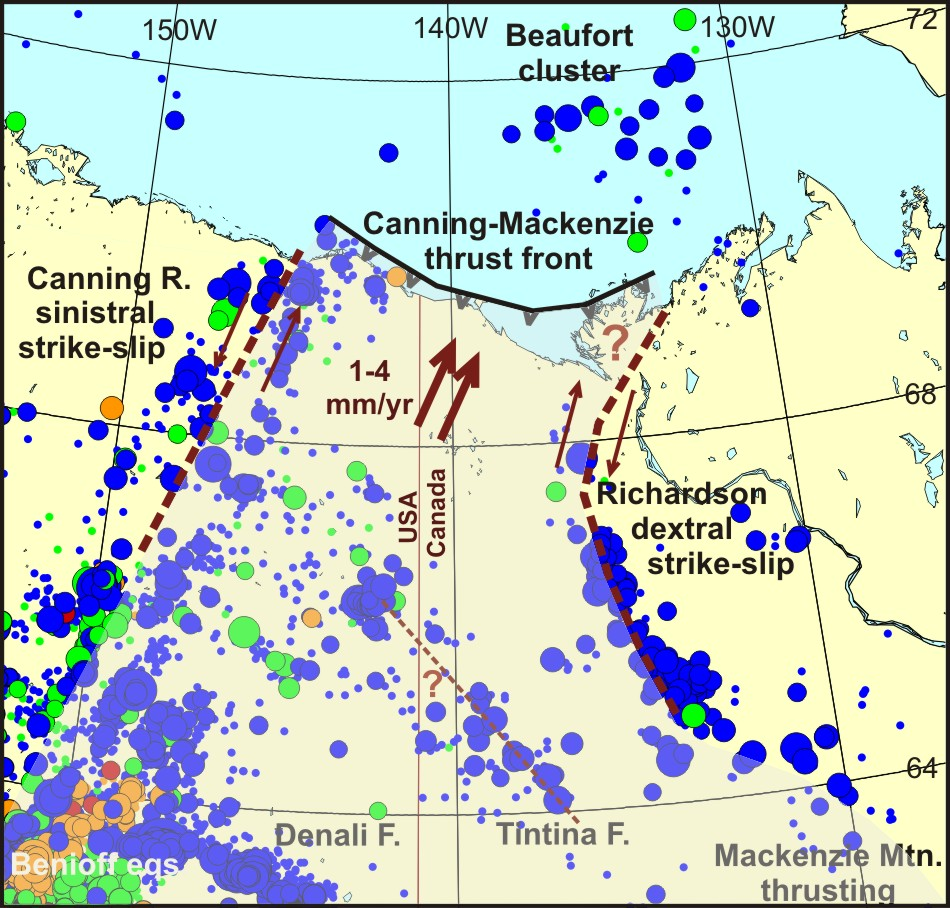 150W
140W
130W
72
Beaufort
cluster
Canning-Mackenzie
thrust front
Canning R.
sinistral
strike-slip
?
1-4
mm/yr
68
USA
Canada
Richardson
dextral
strike-slip
?
64
Denali F.
Tintina F.
Benioff eqs
Mackenzie Mtn.
thrusting